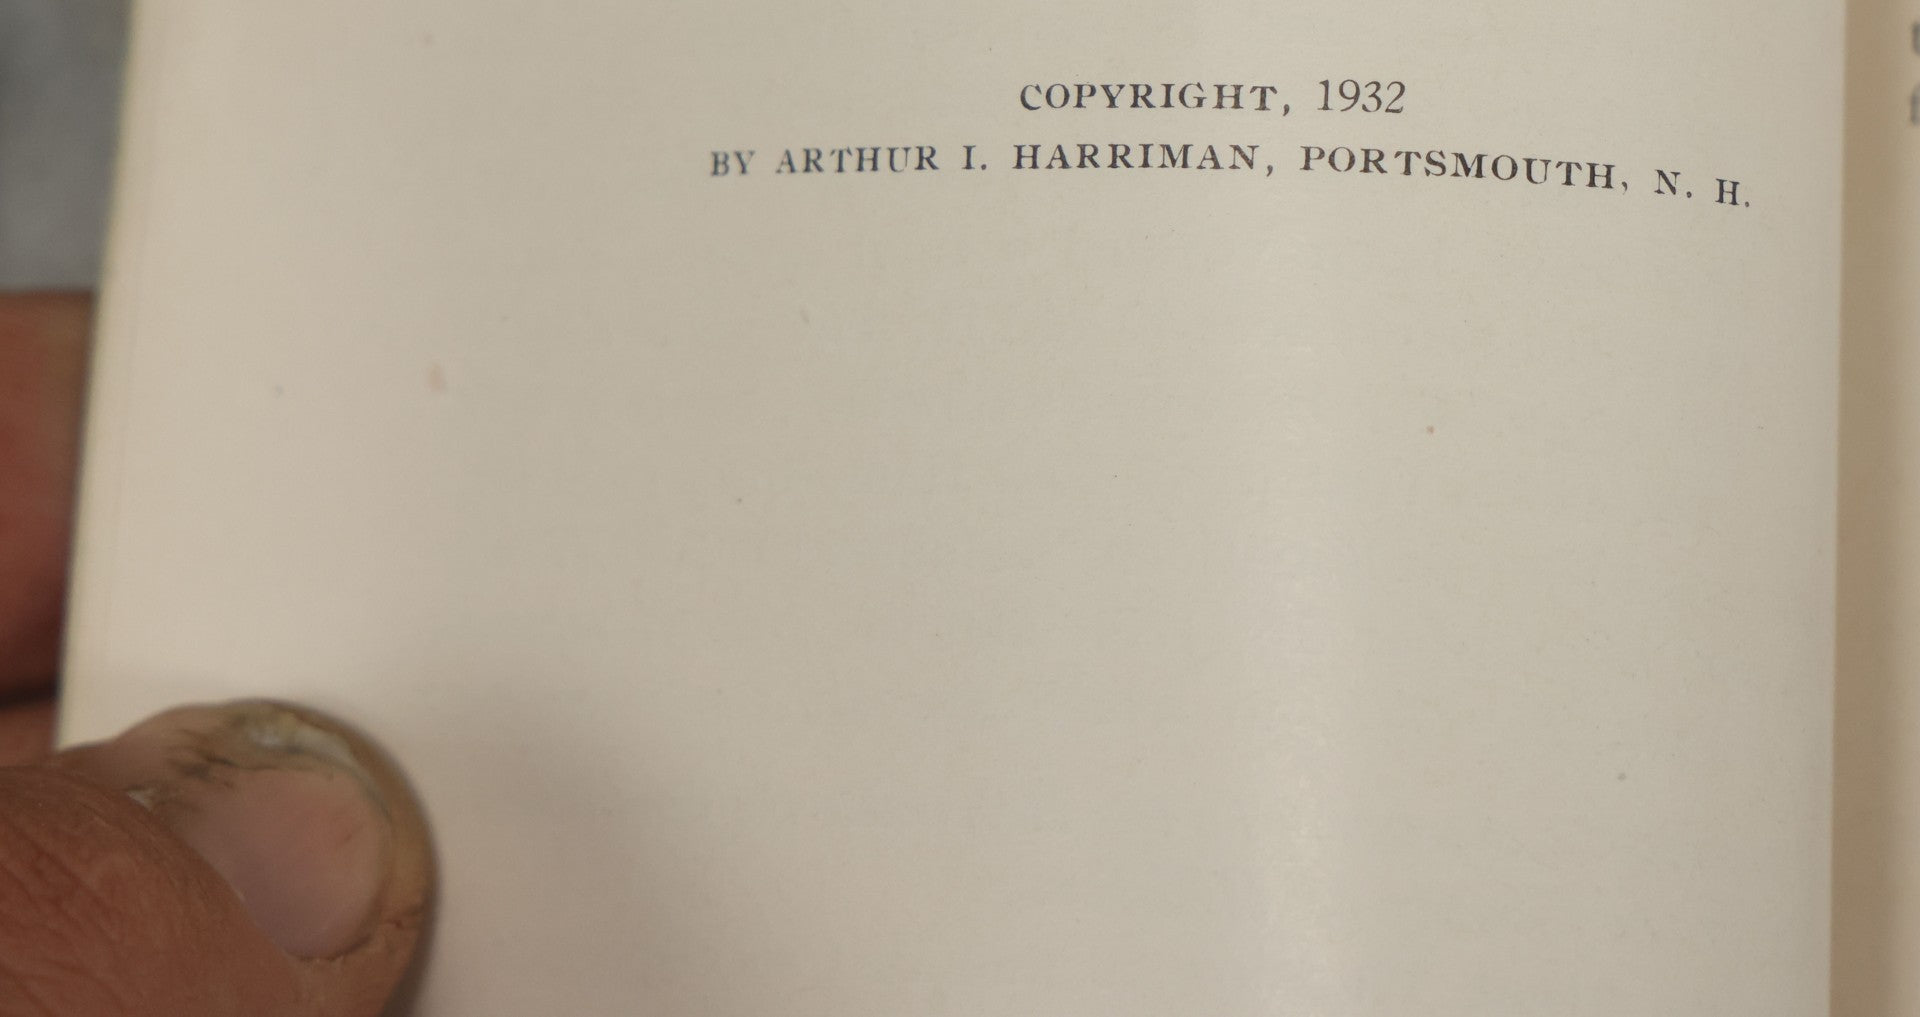 COPYRIGHT, 1932
BY ARTHUR I. HARRIMAN, PORTSMOUTH, N. H.